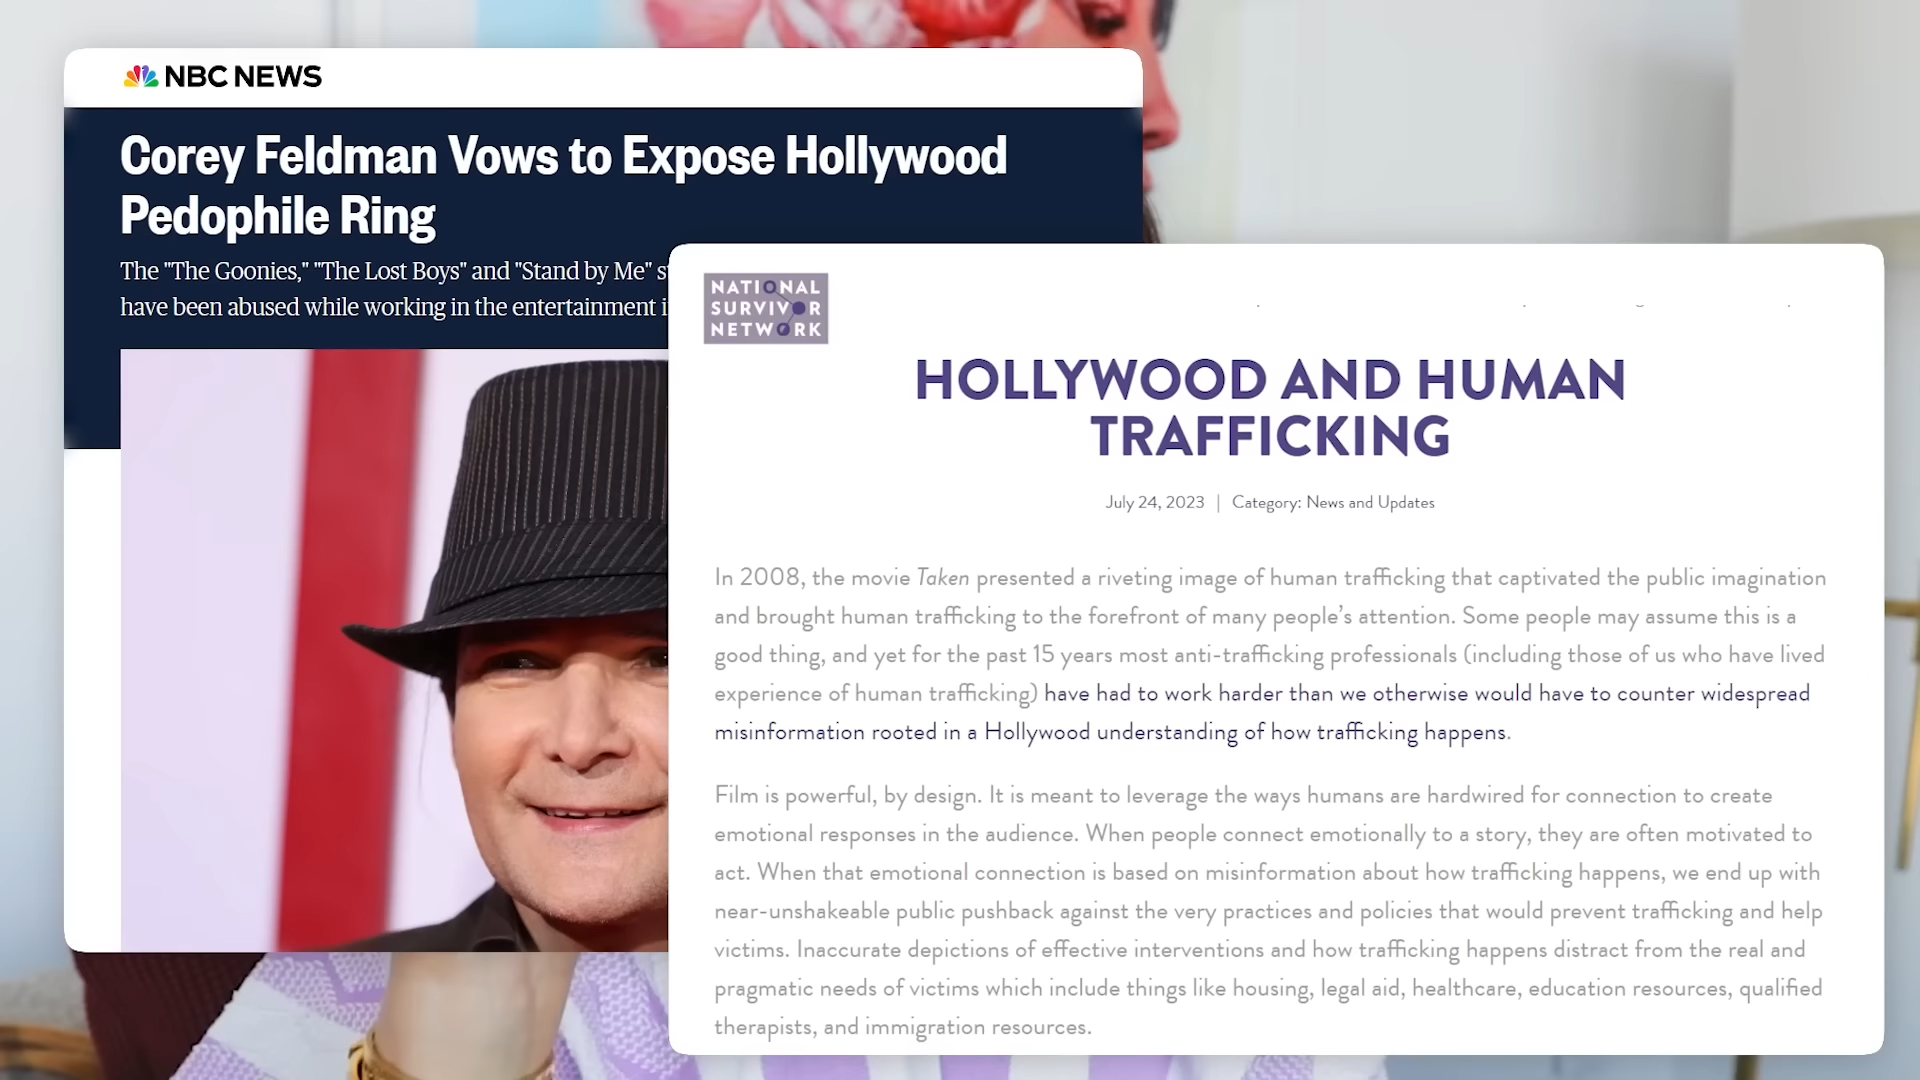 NBC NEWS
Corey Feldman Vows to Expose Hollywood
Pedophile Ring
The "The Goonies," "The Lost Boys" and "Stand by Me"
have been abused while working in the entertainment
NATIONAL
SURVIVOR
NETWORK
HOLLYWOOD AND HUMAN
TRAFFICKING
July 24, 2023 | Category: News and Updates
In 2008, the movie Taken presented a riveting image of human trafficking that captivated the public imagination
and brought human trafficking to the forefront of many people’s attention. Some people may assume this is a
good thing, and yet for the past 15 years most anti-trafficking professionals (including those of us who have lived
experience of human trafficking) have had to work harder than we otherwise would have to counter widespread
misinformation rooted in a Hollywood understanding of how trafficking happens.
Film is powerful, by design. It is meant to leverage the ways humans are hardwired for connection to create
emotional responses in the audience. When people connect emotionally to a story, they are often motivated to
act. When that emotional connection is based on misinformation about how trafficking happens, we end up with
near-unshakeable public pushback against the very practices and policies that would prevent trafficking and help
victims. Inaccurate depictions of effective interventions and how trafficking happens distract from the real and
pragmatic needs of victims which include things like housing, legal aid, healthcare, education resources, qualified
therapists, and immigration resources.